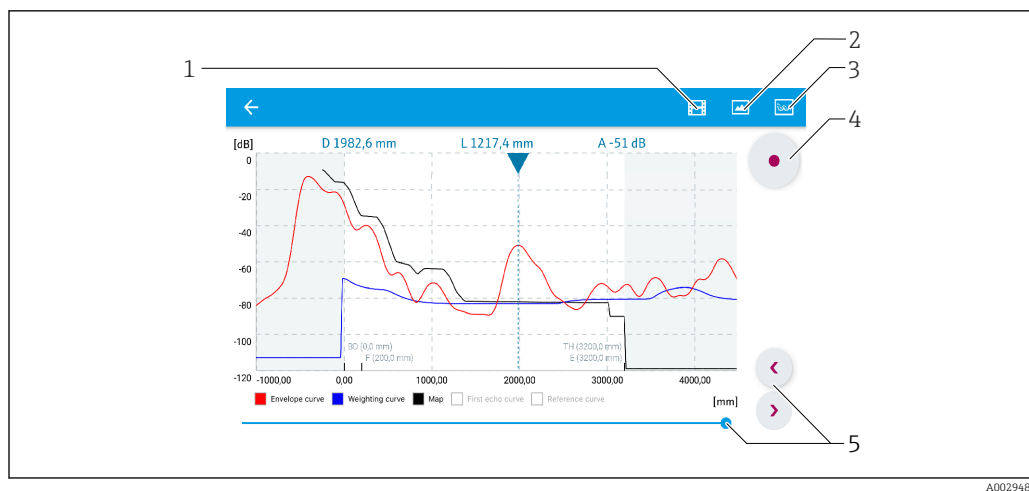 1
2
3
4
[dB]
D 1982,6 mm
L 1217,4 mm
A -51 dB
0
-20
-40
-60
-80
-100
-120
BD (0,0 mm)
F (200,0 mm)
TH (3200,0 mm)
E (3200,0 mm)
-1000,00
0,00
1000,00
2000,00
3000,00
4000,00
Envelope curve
Weighting curve
Map
First echo curve
Reference curve
[mm]
5
A002948